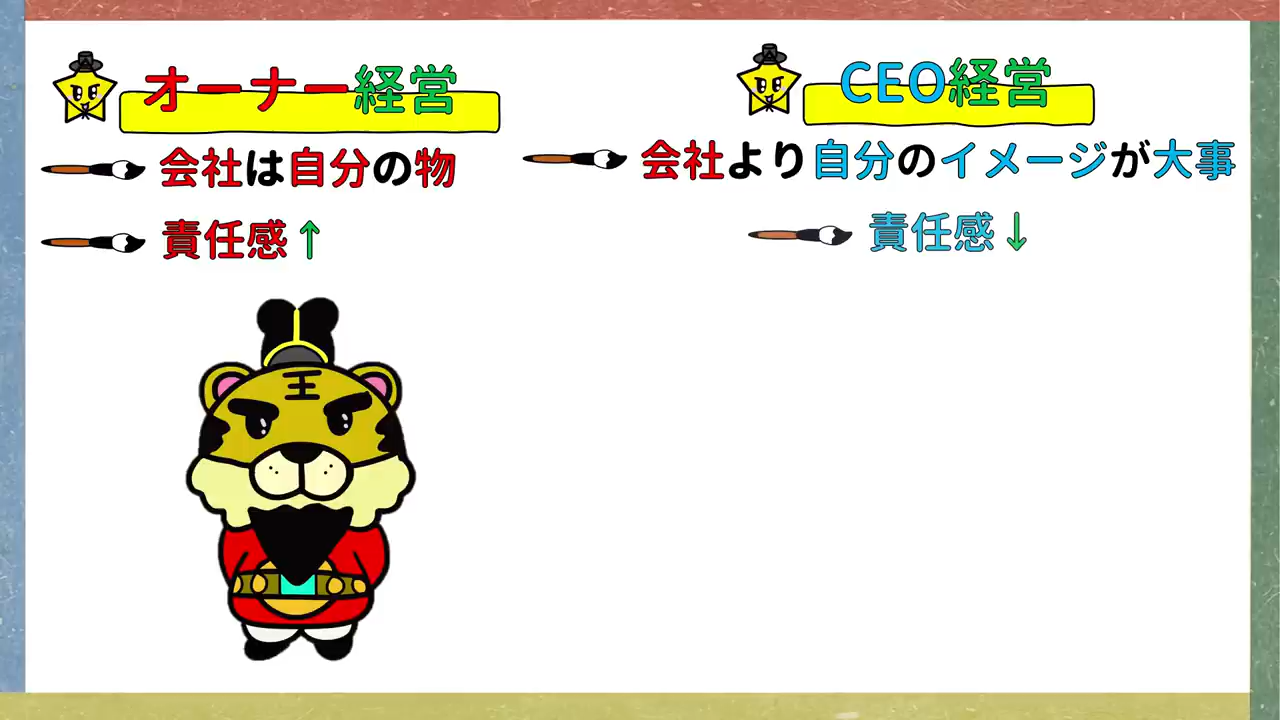 オーナー経営
会社は自分の物
責任感↑
王
CEO経営
会社より自分のイメージが大事
責任感↓